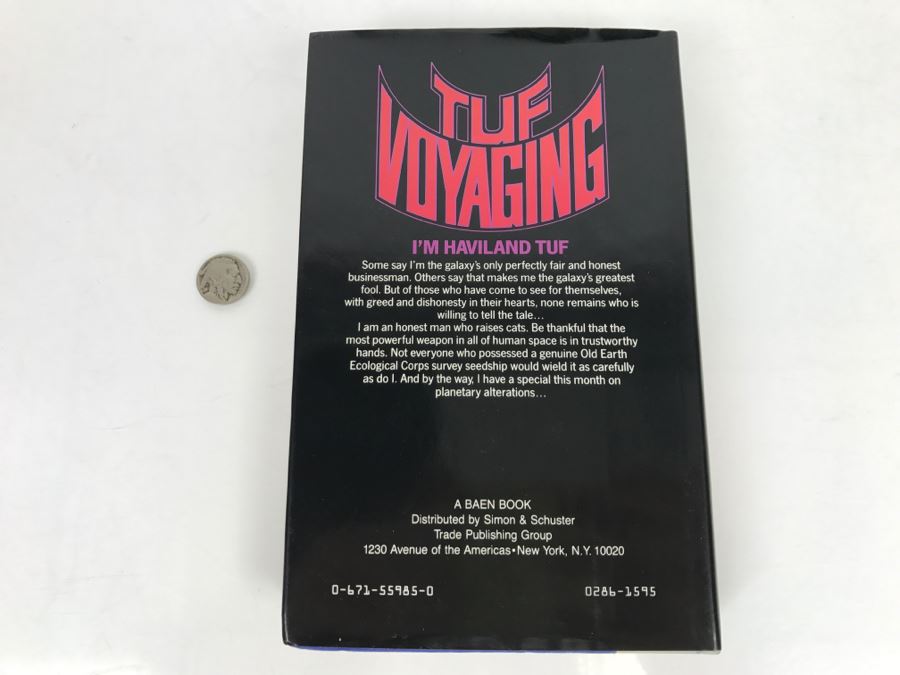 TUF
VOYAGING
I'M HAVILAND TUF
Some say I'm the galaxy's only perfectly fair and honest
businessman. Others say that makes me the galaxy's greatest
fool. But of those who have come to see for themselves,
with greed and dishonesty in their hearts, none remains who is
willing to tell the tale...
I am an honest man who raises cats. Be thankful that the
most powerful weapon in all of human space is in trustworthy
hands. Not everyone who possessed a genuine Old Earth
Ecological Corps survey seedship would wield it as carefully
as do I. And by the way, I have a special this month on
planetary alterations...
A BAEN BOOK
Distributed by Simon & Schuster
Trade Publishing Group
1230 Avenue of the Americas•New York, N.Y. 10020
0-671-55985-0 0286-1595